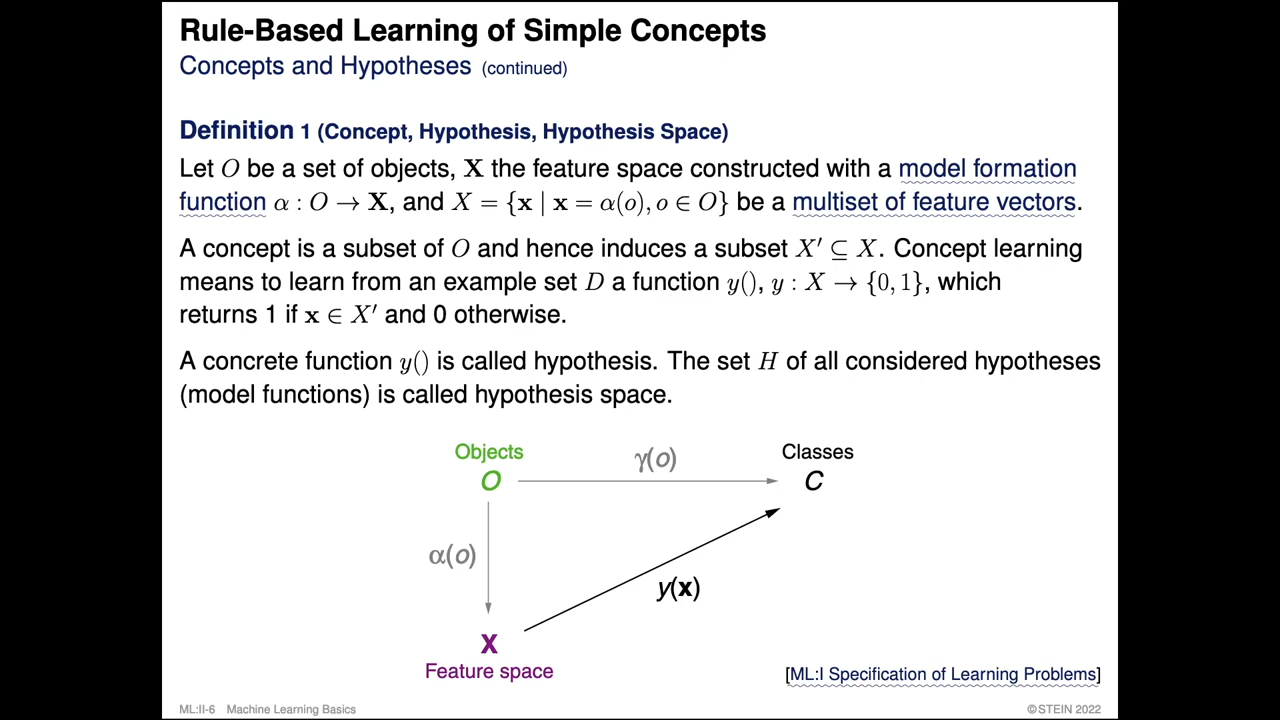 Rule-Based Learning of Simple Concepts
Concepts and Hypotheses (continued)
Definition 1 (Concept, Hypothesis, Hypothesis Space)
Let O be a set of objects, X the feature space constructed with a model formation
function α : O → X, and X = {x | x = α(o), o ∈ O} be a multiset of feature vectors.
A concept is a subset of O and hence induces a subset X′ ⊆ X. Concept learning
means to learn from an example set D a function y(), y : X → {0, 1}, which
returns 1 if x ∈ X′ and 0 otherwise.
A concrete function y() is called hypothesis. The set H of all considered hypotheses
(model functions) is called hypothesis space.
Objects
O
γ(o)
Classes
C
α(o)
y(x)
X
Feature space
[ML:I Specification of Learning Problems]
ML:II-6 Machine Learning Basics
©STEIN 2022